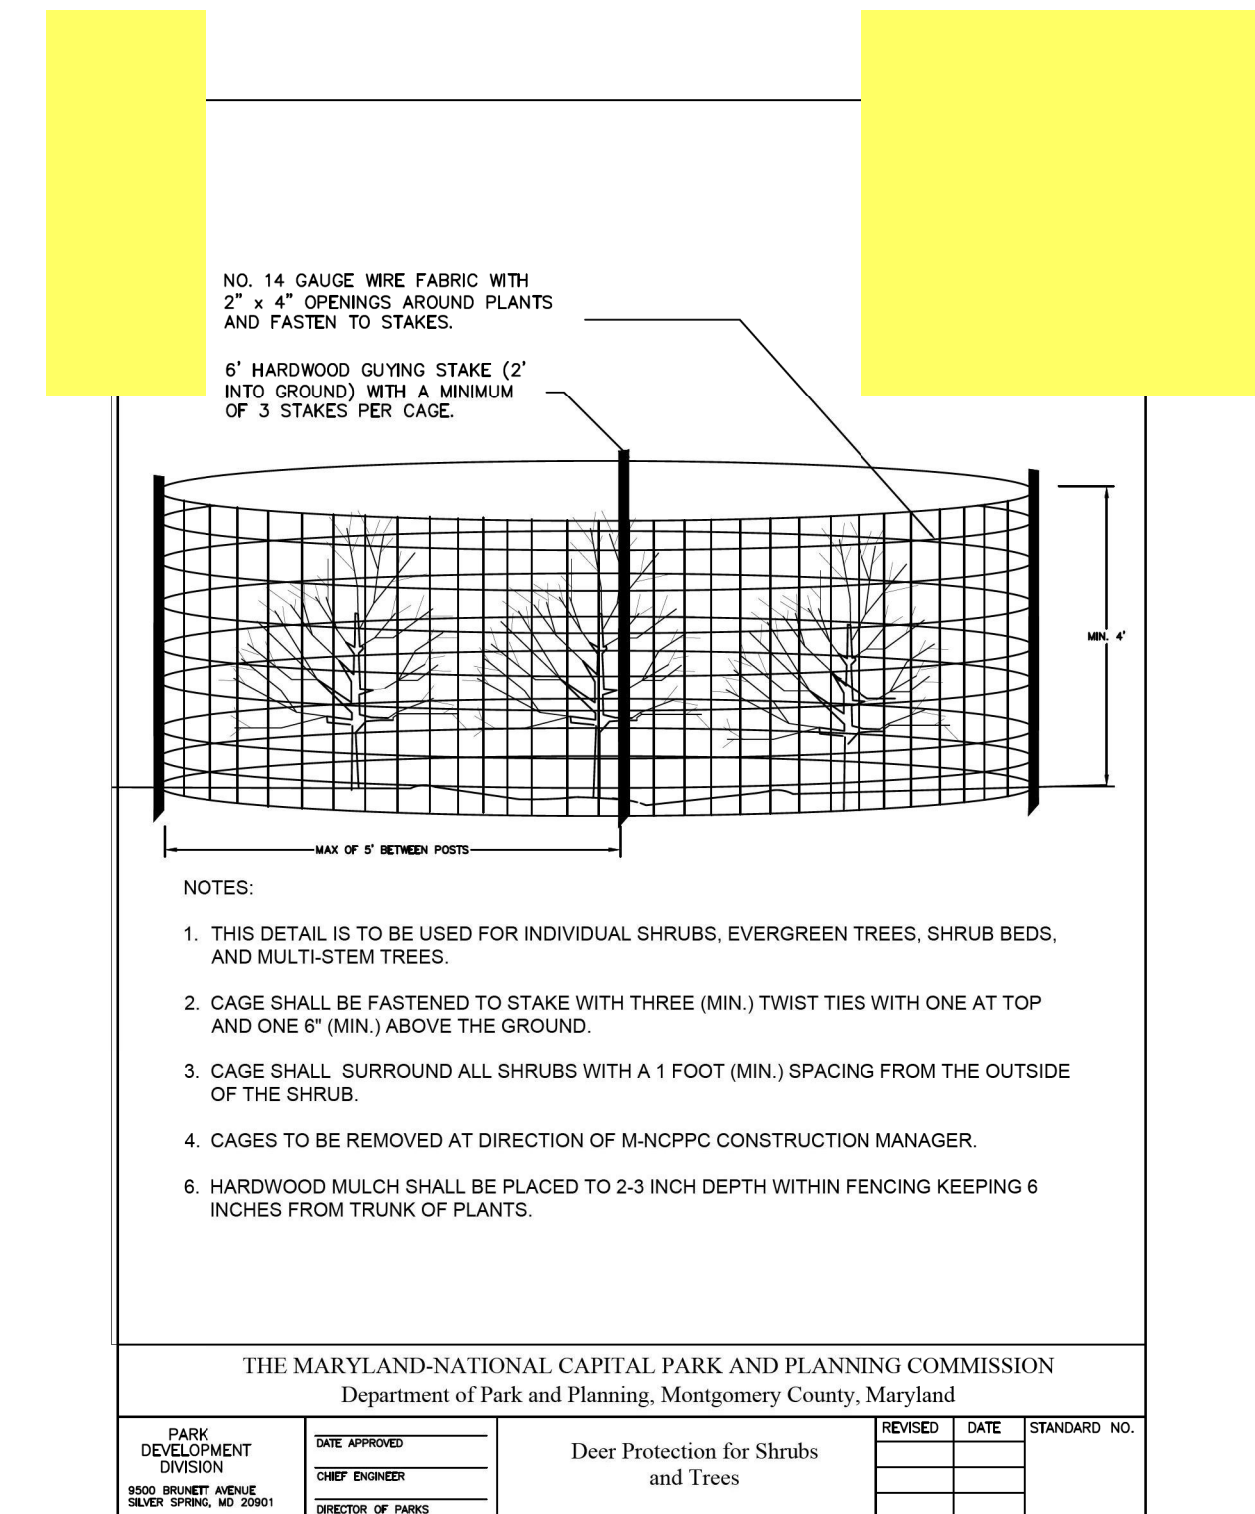 NO. 14 GAUGE WIRE FABRIC WITH
2" x 4" OPENINGS AROUND PLANTS
AND FASTEN TO STAKES.
6' HARDWOOD GUYING STAKE (2'
INTO GROUND) WITH A MINIMUM
OF 3 STAKES PER CAGE.
MIN. 4'
MAX OF 5' BETWEEN POSTS
NOTES:
1. THIS DETAIL IS TO BE USED FOR INDIVIDUAL SHRUBS, EVERGREEN TREES, SHRUB BEDS,
AND MULTI-STEM TREES.
2. CAGE SHALL BE FASTENED TO STAKE WITH THREE (MIN.) TWIST TIES WITH ONE AT TOP
AND ONE 6" (MIN.) ABOVE THE GROUND.
3. CAGE SHALL SURROUND ALL SHRUBS WITH A 1 FOOT (MIN.) SPACING FROM THE OUTSIDE
OF THE SHRUB.
4. CAGES TO BE REMOVED AT DIRECTION OF M-NCPPC CONSTRUCTION MANAGER.
6. HARDWOOD MULCH SHALL BE PLACED TO 2-3 INCH DEPTH WITHIN FENCING KEEPING 6
INCHES FROM TRUNK OF PLANTS.
THE MARYLAND-NATIONAL CAPITAL PARK AND PLANNING COMMISSION
Department of Park and Planning, Montgomery County, Maryland
PARK
DEVELOPMENT
DIVISION
9500 BRUNETT AVENUE
SILVER SPRING, MD 20901
DATE APPROVED
CHIEF ENGINEER
DIRECTOR OF PARKS
Deer Protection for Shrubs
and Trees
REVISED
DATE
STANDARD NO.